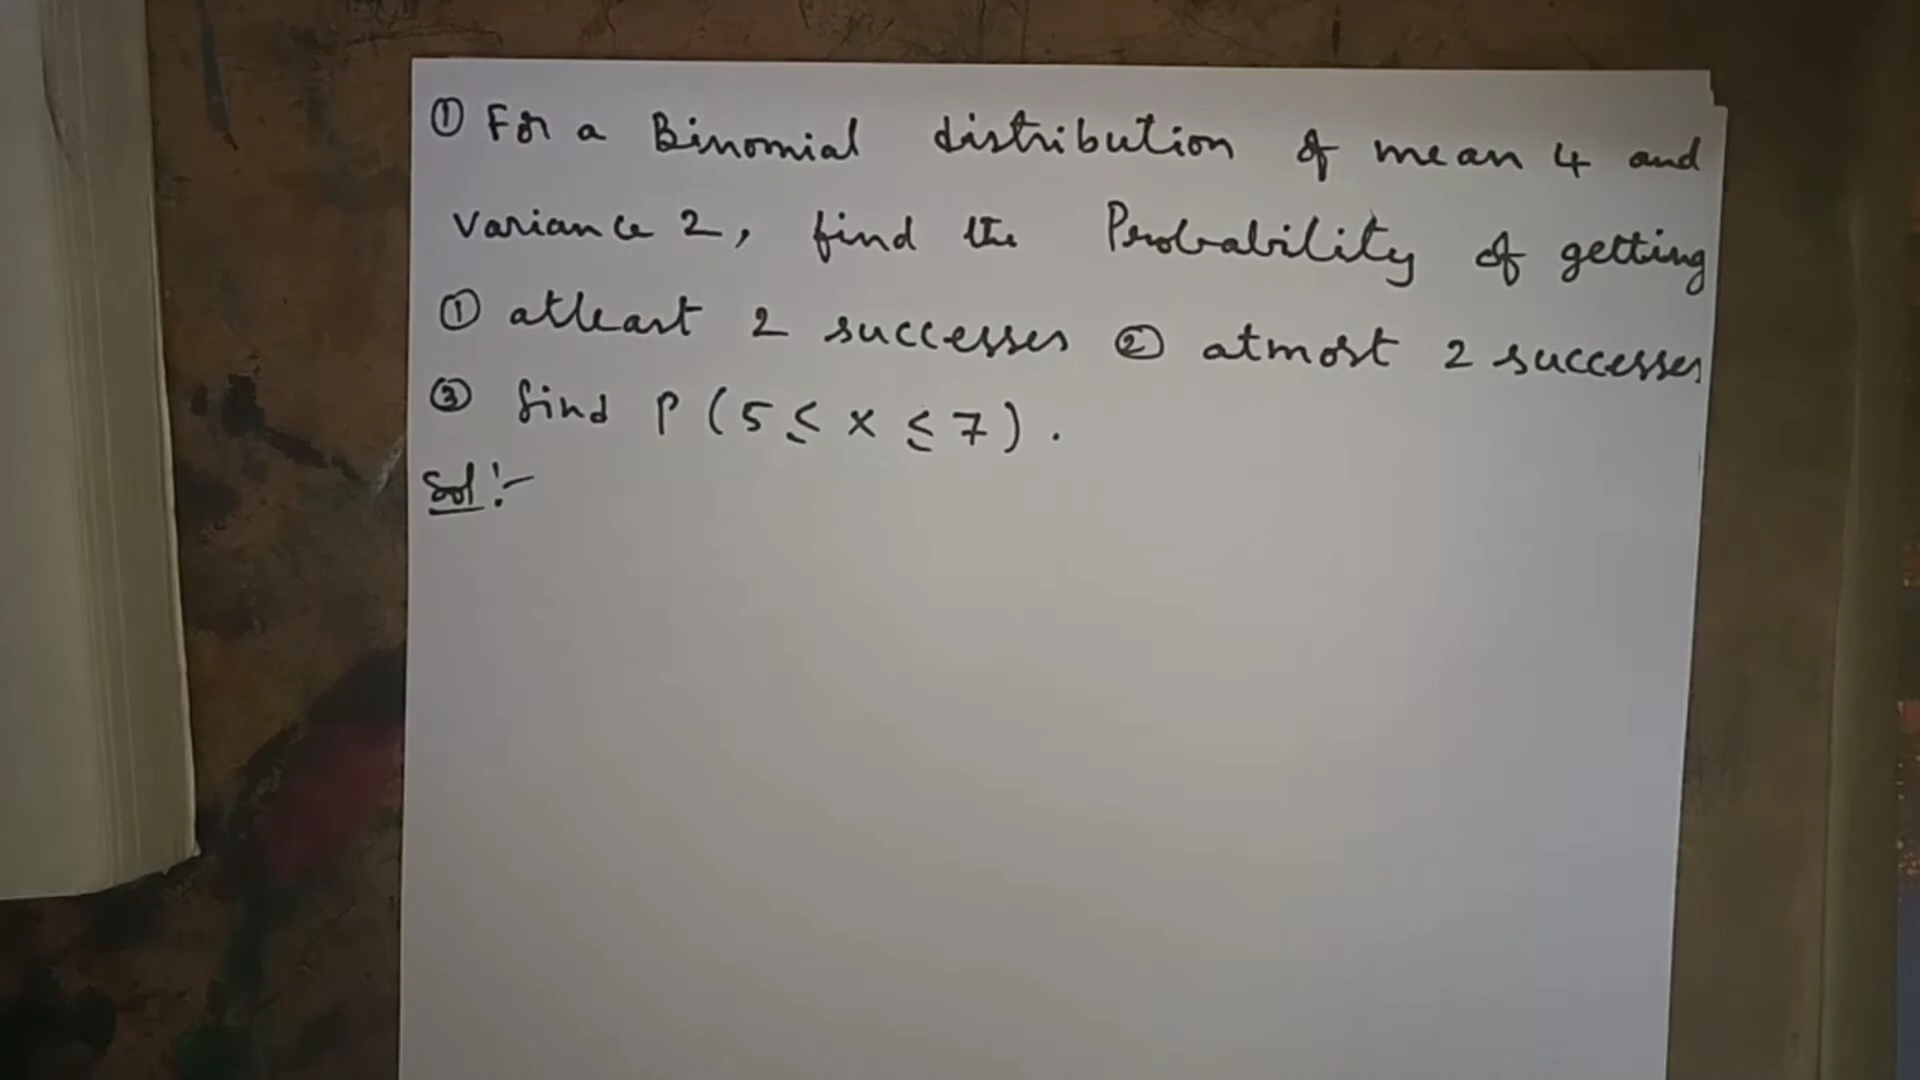 ① For a Binomial distribution of mean 4 and
variance 2, find the Probability of getting
① atleast 2 successes ② atmost 2 successes
③ find P(5 ≤ x ≤ 7).
Sol:-